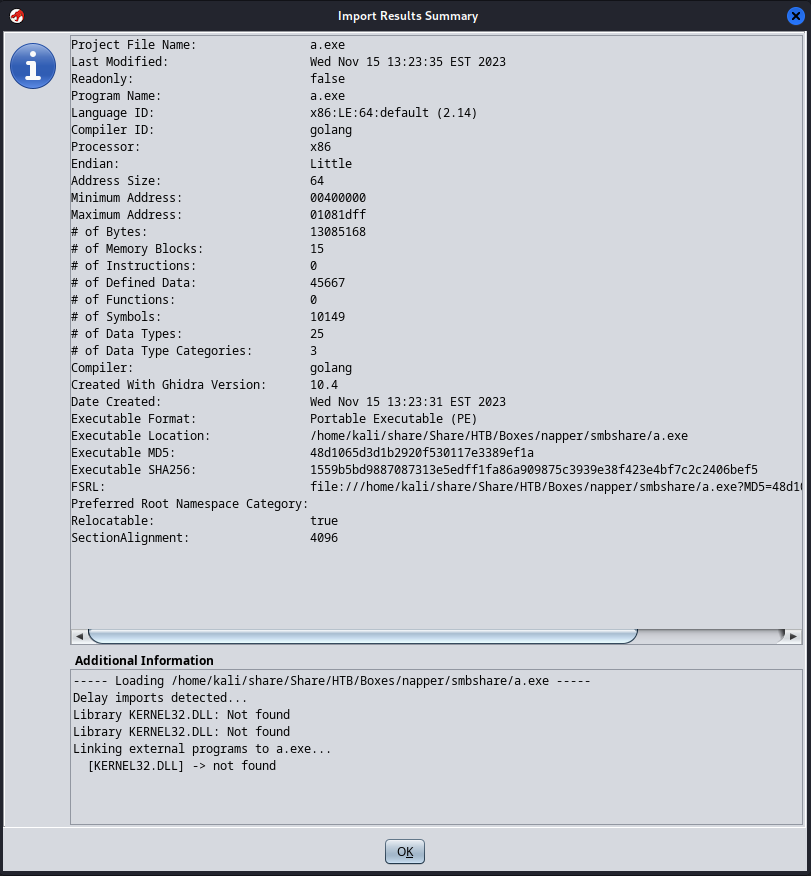 Import Results Summary
Project File Name: a.exe
Last Modified: Wed Nov 15 13:23:35 EST 2023
Readonly: false
Program Name: a.exe
Language ID: x86:LE:64:default (2.14)
Compiler ID: golang
Processor: x86
Endian: Little
Address Size: 64
Minimum Address: 00400000
Maximum Address: 01081dff
# of Bytes: 13085168
# of Memory Blocks: 15
# of Instructions: 0
# of Defined Data: 45667
# of Functions: 0
# of Symbols: 10149
# of Data Types: 25
# of Data Type Categories: 3
Compiler: golang
Created With Ghidra Version: 10.4
Date Created: Wed Nov 15 13:23:31 EST 2023
Executable Format: Portable Executable (PE)
Executable Location: /home/kali/share/Share/HTB/Boxes/napper/smbshare/a.exe
Executable MD5: 48d1065d3d1b2920f530117e3389ef1a
Executable SHA256: 1559b5bd9887087313e5edff1fa86a909875c3939e38f423e4bf7c2c2406bef5
FSRL: file:///home/kali/share/Share/HTB/Boxes/napper/smbshare/a.exe?MD5=48d1
Preferred Root Namespace Category:
Relocatable: true
SectionAlignment: 4096
Additional Information
----- Loading /home/kali/share/Share/HTB/Boxes/napper/smbshare/a.exe -----
Delay imports detected...
Library KERNEL32.DLL: Not found
Library KERNEL32.DLL: Not found
Linking external programs to a.exe...
[KERNEL32.DLL] -> not found
OK